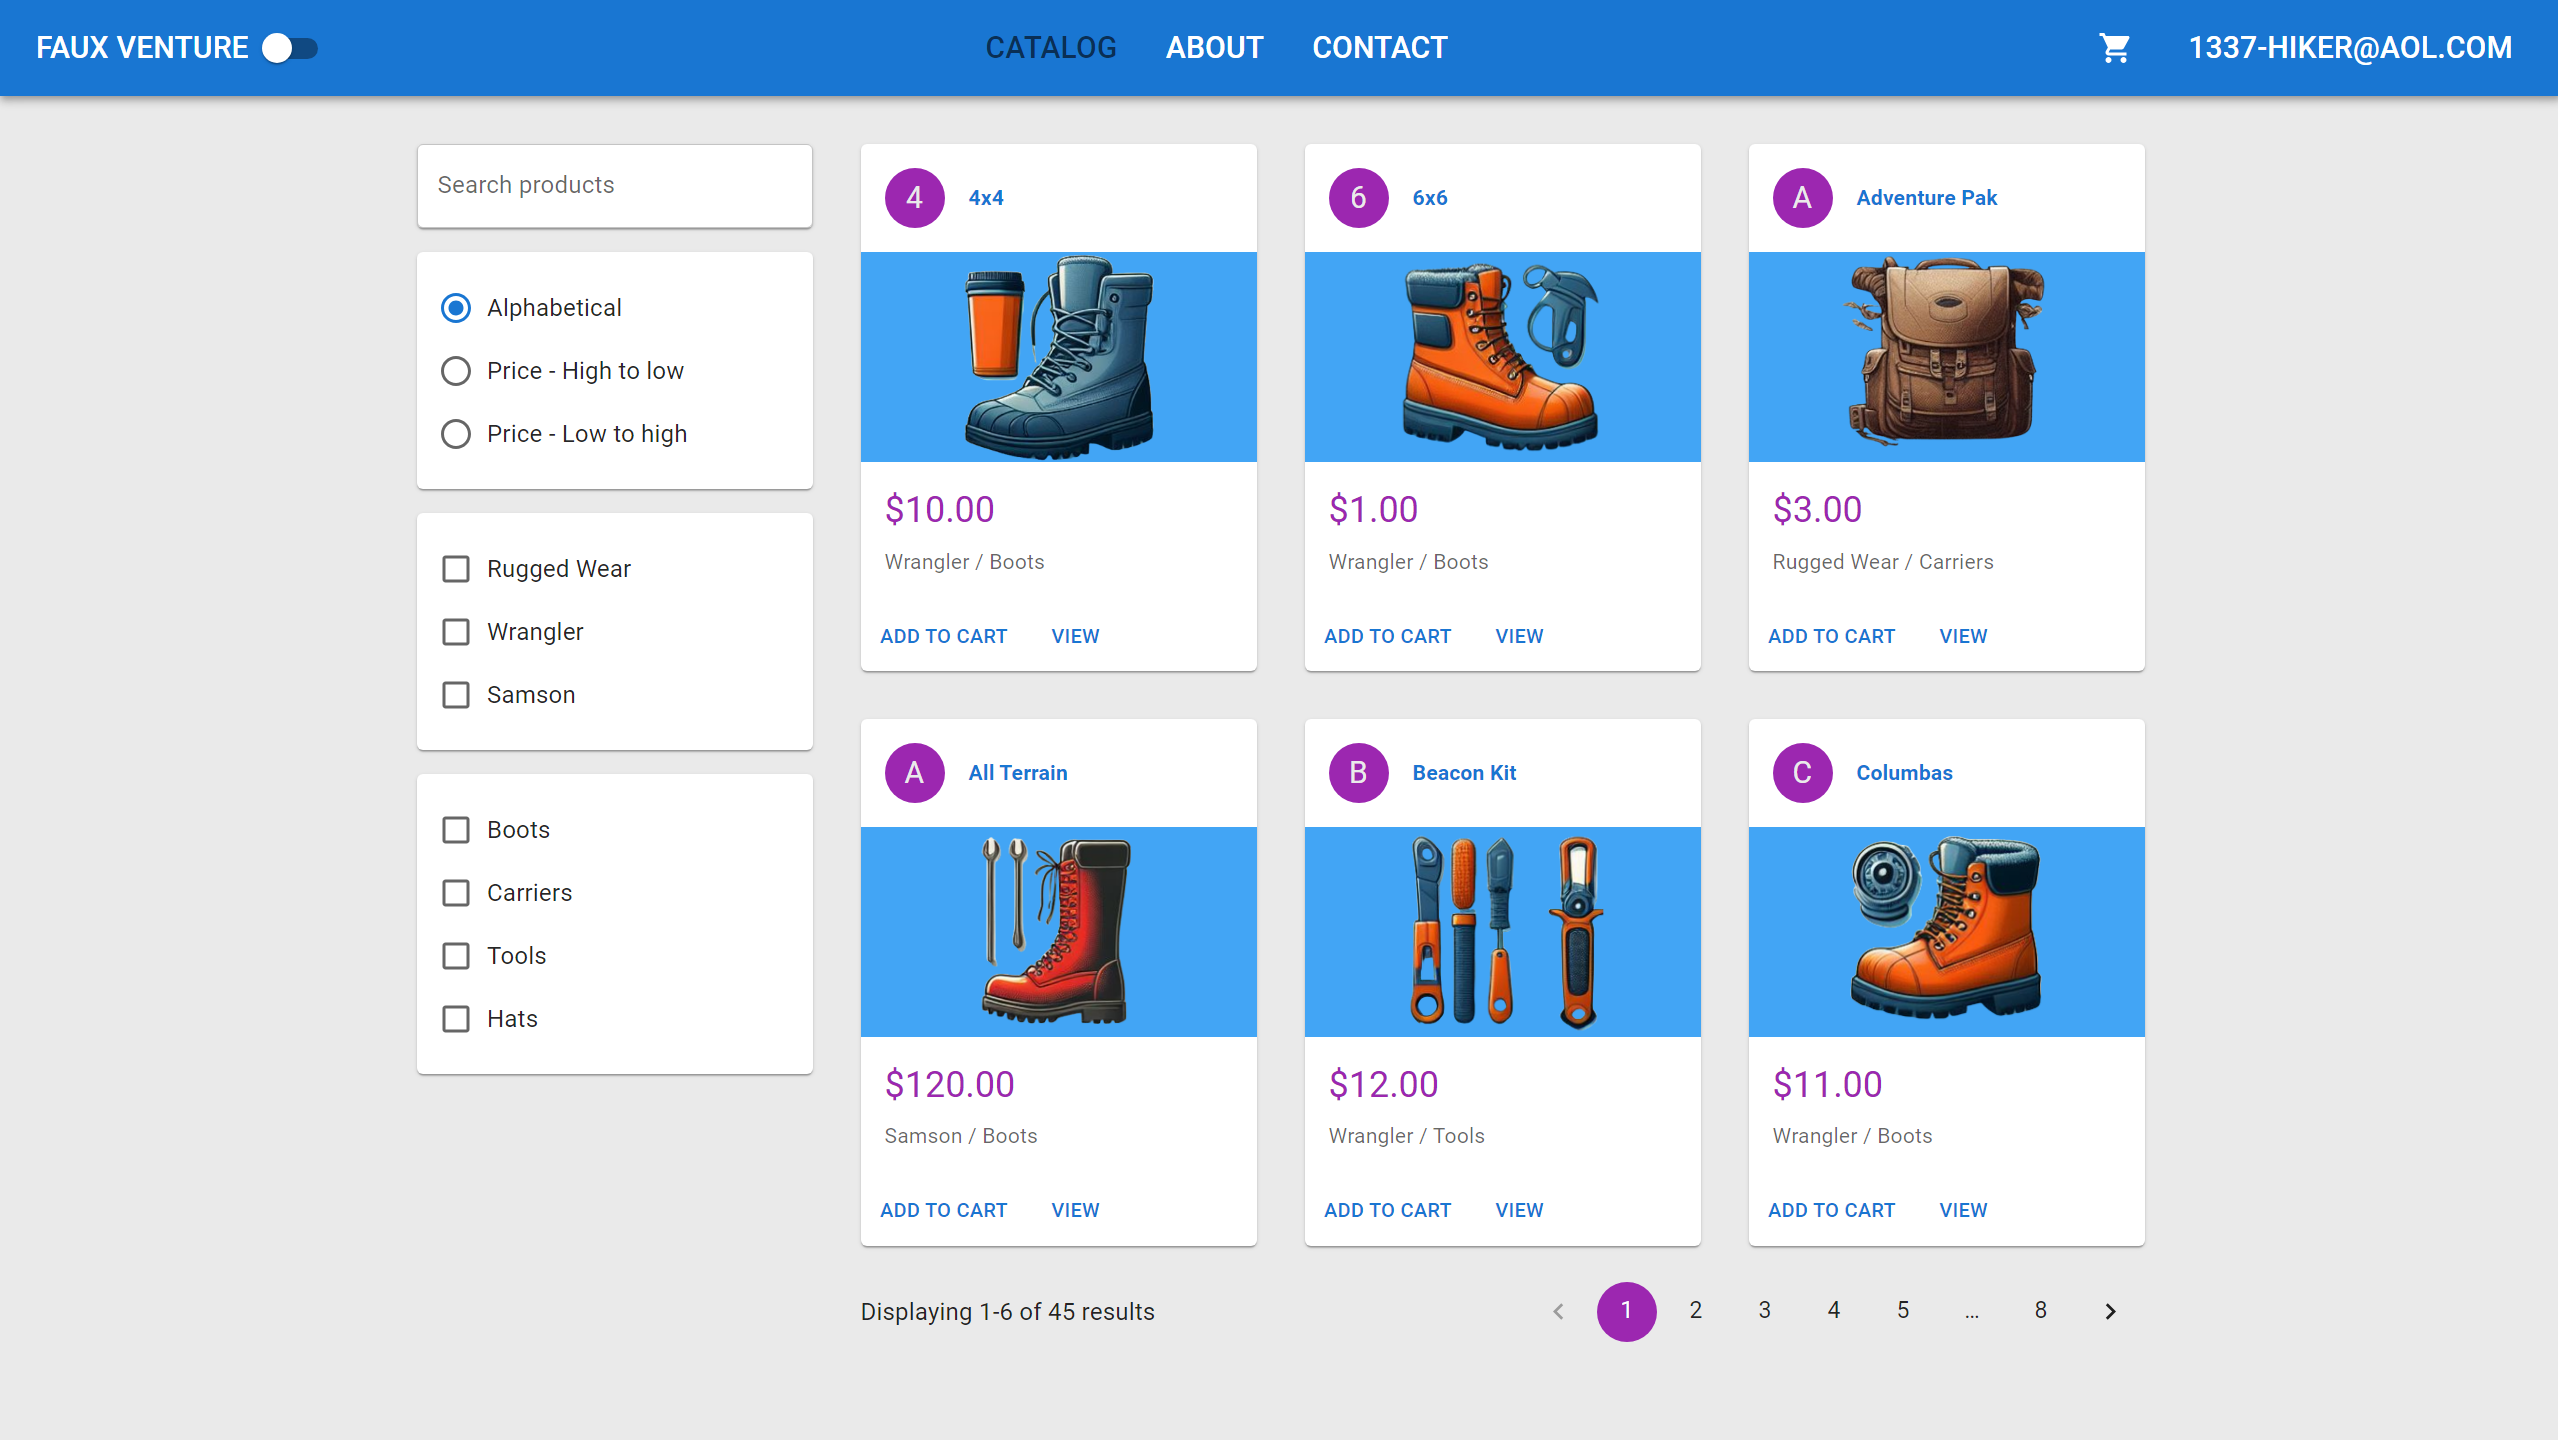 FAUX VENTURE
CATALOG ABOUT CONTACT
1337-HIKER@AOL.COM
Search products
Alphabetical
Price - High to low
Price - Low to high
Rugged Wear
Wrangler
Samson
Boots
Carriers
Tools
Hats
4 4x4
$10.00
Wrangler / Boots
ADD TO CART VIEW
6 6x6
$1.00
Wrangler / Boots
ADD TO CART VIEW
A Adventure Pak
$3.00
Rugged Wear / Carriers
ADD TO CART VIEW
A All Terrain
$120.00
Samson / Boots
ADD TO CART VIEW
B Beacon Kit
$12.00
Wrangler / Tools
ADD TO CART VIEW
C Columbas
$11.00
Wrangler / Boots
ADD TO CART VIEW
Displaying 1-6 of 45 results
1 2 3 4 5 ... 8